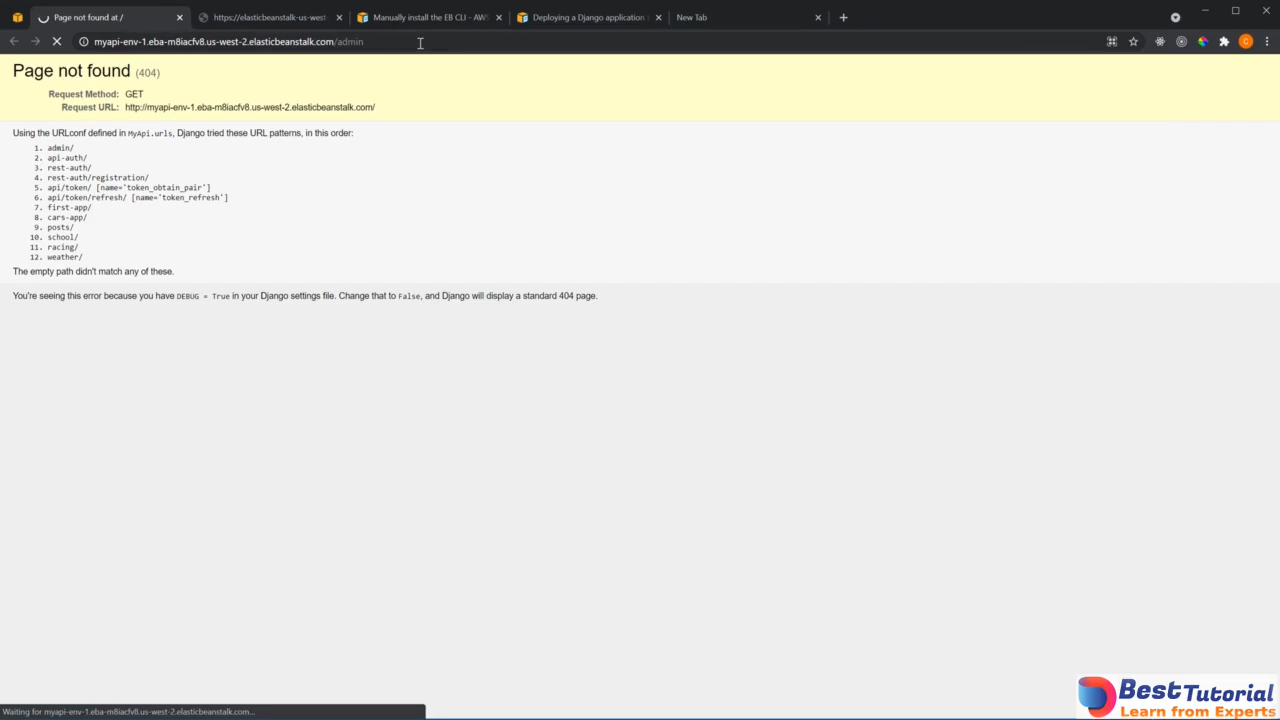 Page not found at /
https://elasticbeanstalk-us-west-
Manually install the EB CLI - AWS
Deploying a Django application
New Tab
myapi-env-1.eba-m8iacfv8.us-west-2.elasticbeanstalk.com/admin
Page not found (404)
Request Method: GET
Request URL: http://myapi-env-1.eba-m8iacfv8.us-west-2.elasticbeanstalk.com/
Using the URLconf defined in MyApi.urls, Django tried these URL patterns, in this order:
1. admin/
2. api-auth/
3. rest-auth/
4. rest-auth/registration/
5. api/token/ [name='token_obtain_pair']
6. api/token/refresh/ [name='token_refresh']
7. first-app/
8. cars-app/
9. posts/
10. school/
11. racing/
12. weather/
The empty path didn't match any of these.
You're seeing this error because you have DEBUG = True in your Django settings file. Change that to False, and Django will display a standard 404 page.
Waiting for myapi-env-1.eba-m8iacfv8.us-west-2.elasticbeanstalk.com...
Best Tutorial
Learn from Experts